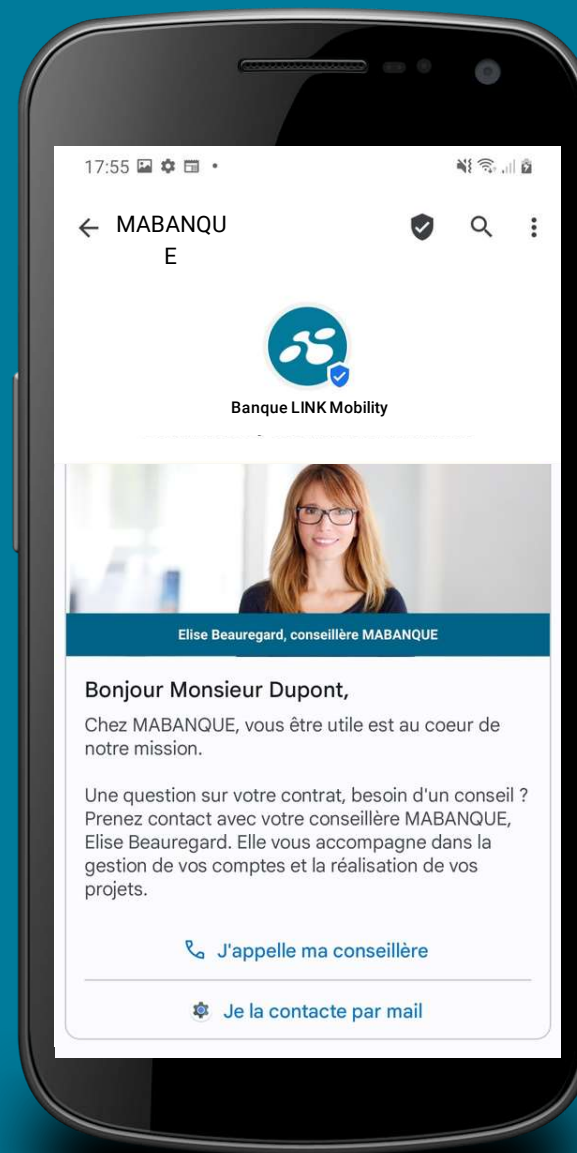 17:55
MABANQU
E
Banque LINK Mobility
Elise Beauregard, conseillère MABANQUE
Bonjour Monsieur Dupont,
Chez MABANQUE, vous être utile est au coeur de
notre mission.
Une question sur votre contrat, besoin d'un conseil ?
Prenez contact avec votre conseillère MABANQUE,
Elise Beauregard. Elle vous accompagne dans la
gestion de vos comptes et la réalisation de vos
projets.
J'appelle ma conseillère
Je la contacte par mail